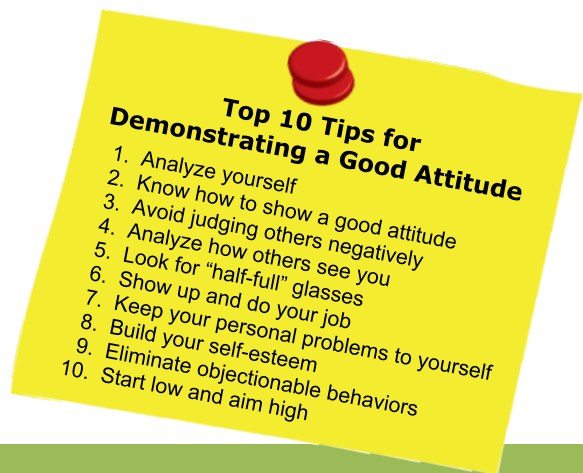 Top 10 Tips for
Demonstrating a Good Attitude
1. Analyze yourself
2. Know how to show a good attitude
3. Avoid judging others negatively
4. Analyze how others see you
5. Look for “half-full” glasses
6. Show up and do your job
7. Keep your personal problems to yourself
8. Build your self-esteem
9. Eliminate objectionable behaviors
10. Start low and aim high